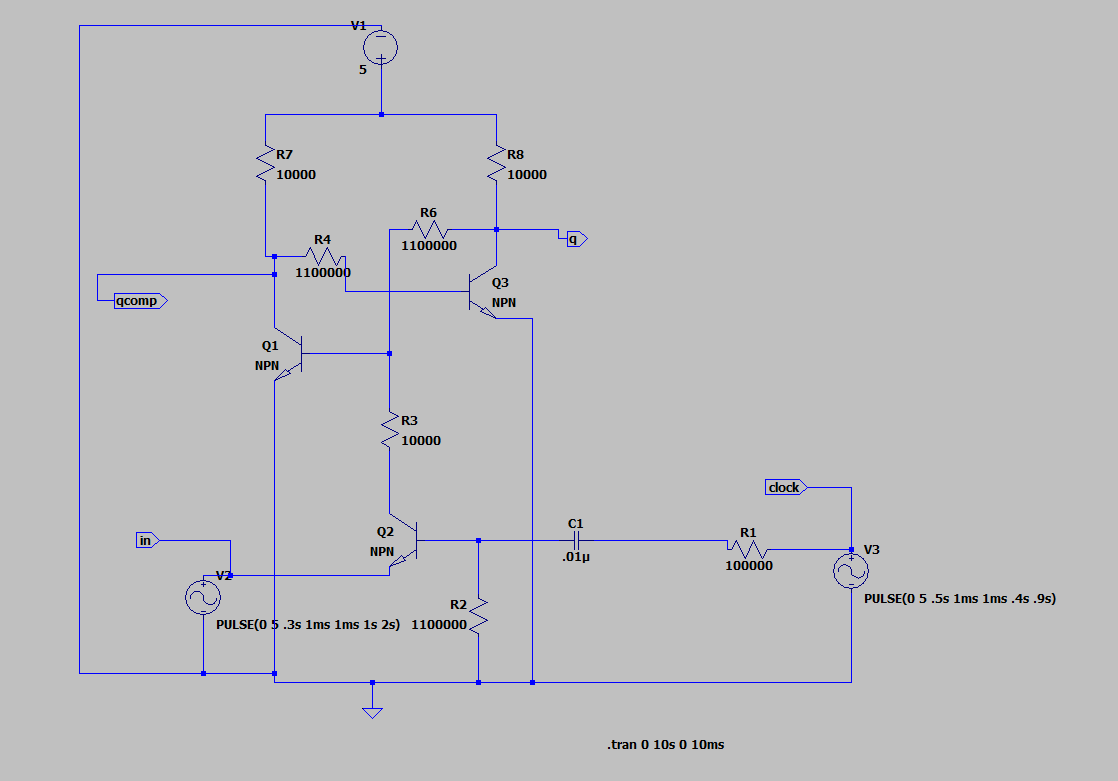 V1
5
R7
10000
R8
10000
R6
1100000
q
R4
1100000
qcomp
Q3
NPN
Q1
NPN
R3
10000
clock
C1
.01µ
R1
100000
V3
PULSE(0 5 .5s 1ms 1ms .4s .9s)
Q2
NPN
in
V2
PULSE(0 5 .3s 1ms 1ms 1s 2s)
R2
1100000
.tran 0 10s 0 10ms